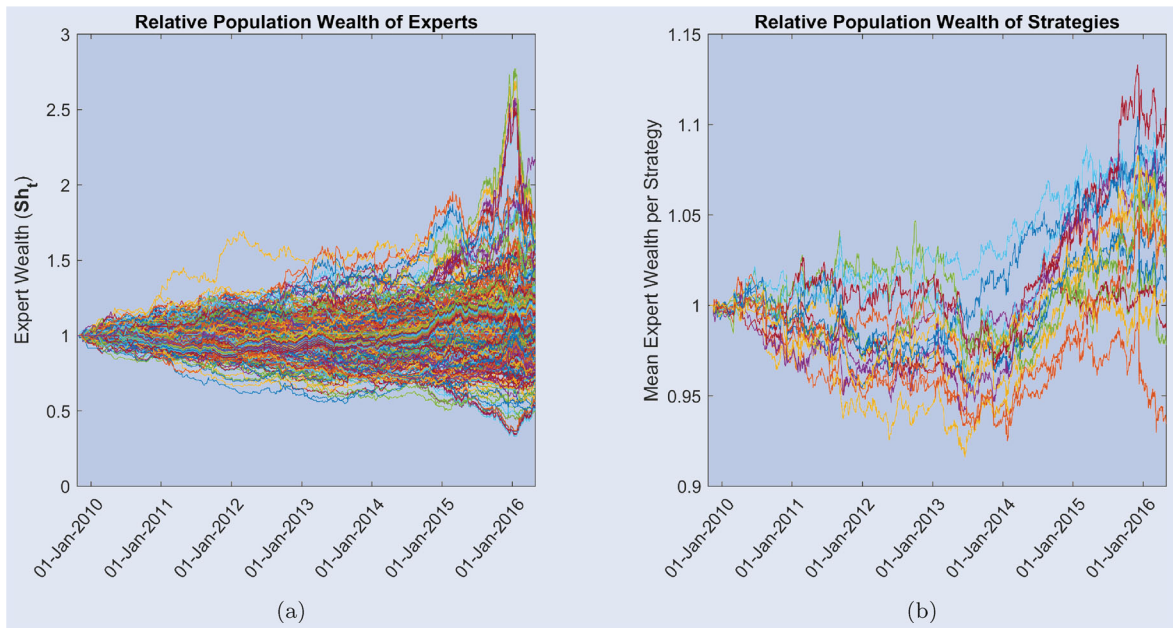 Relative Population Wealth of Experts
3
2.5
2
1.5
1
0.5
0
Expert Wealth (Sh_t)
01-Jan-2010
01-Jan-2011
01-Jan-2012
01-Jan-2013
01-Jan-2014
01-Jan-2015
01-Jan-2016
(a)
Relative Population Wealth of Strategies
1.15
1.1
1.05
1
0.95
0.9
Mean Expert Wealth per Strategy
01-Jan-2010
01-Jan-2011
01-Jan-2012
01-Jan-2013
01-Jan-2014
01-Jan-2015
01-Jan-2016
(b)